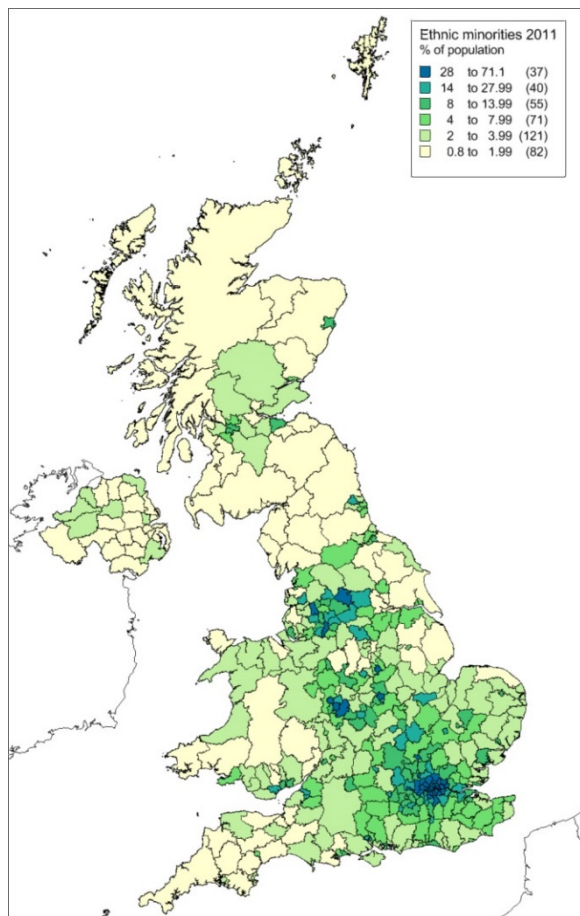 Ethnic minorities 2011
% of population
28 to 71.1 (37)
14 to 27.99 (40)
8 to 13.99 (55)
4 to 7.99 (71)
2 to 3.99 (121)
0.8 to 1.99 (82)